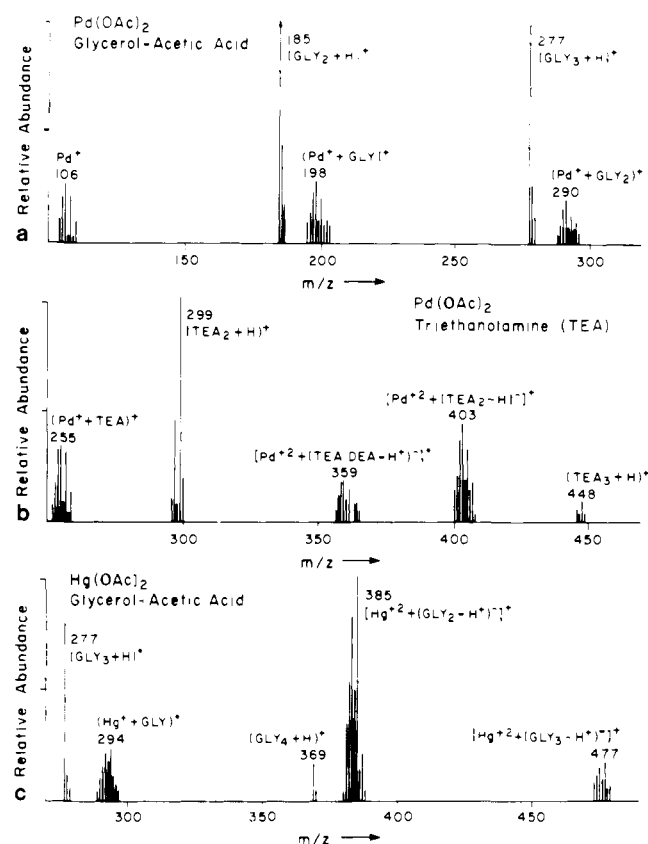 Pd(OAc)2
Glycerol-Acetic Acid
185
[GLY2+H]+
277
[GLY3+H]+
Pd+
106
(Pd++GLY)+
198
(Pd++GLY2)+
290
Relative Abundance
a
150
200
250
300
m/z →
Pd(OAc)2
Triethanolamine (TEA)
299
(TEA2+H)+
(Pd++TEA)+
255
[Pd+2+(TEA2-H)-]+
403
[Pd+2+(TEA DEA-H+)-]+
359
(TEA3+H)+
448
Relative Abundance
b
300
350
400
450
m/z →
Hg(OAc)2
Glycerol-Acetic Acid
385
[Hg+2+(GLY2-H+)-]+
277
[GLY3+H]+
(Hg++GLY)+
294
(GLY4+H)+
369
[Hg+2+(GLY3-H+)-]+
477
Relative Abundance
c
300
350
400
450
m/z →